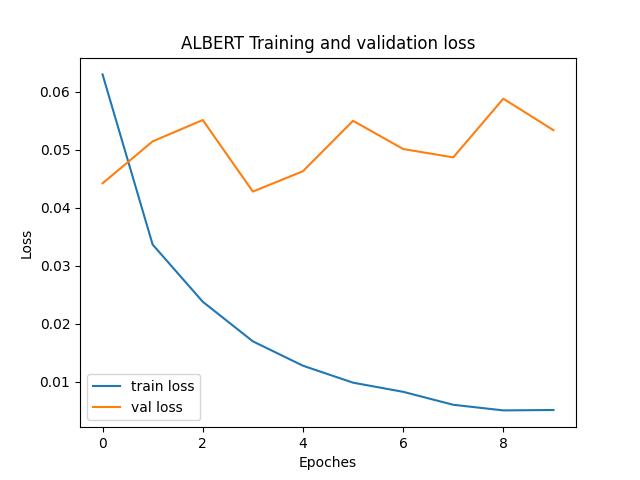 ALBERT Training and validation loss
0.06
0.05
0.04
0.03
0.02
0.01
Loss
train loss
val loss
0 2 4 6 8
Epoches